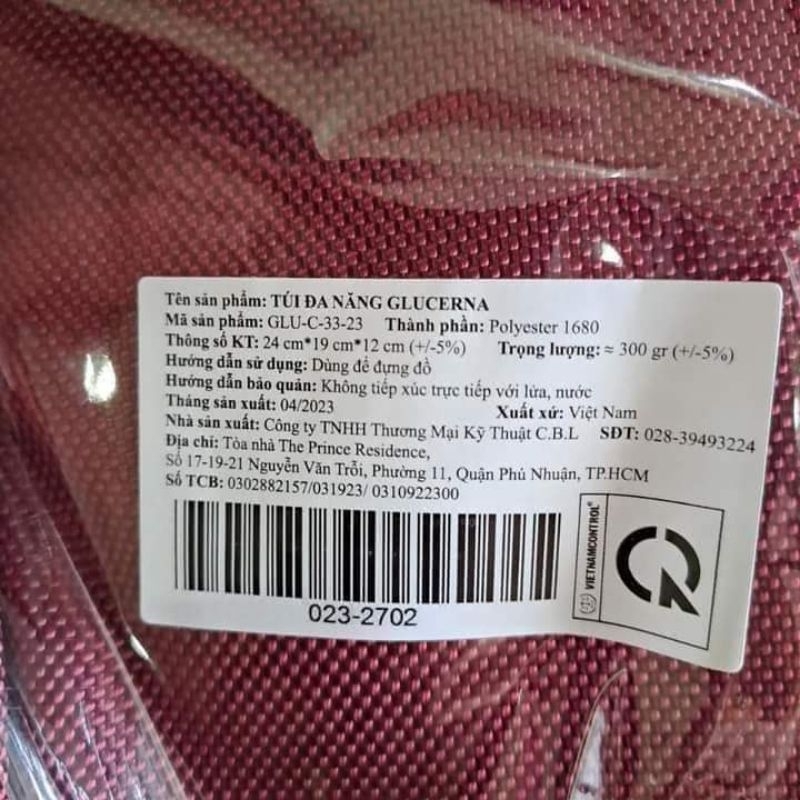 Tên sản phẩm: TÚI ĐA NĂNG GLUCERNA
Mã sản phẩm: GLU-C-33-23 Thành phần: Polyester 1680
Thông số KT: 24 cm*19 cm*12 cm (+/-5%) Trọng lượng: ≈ 300 gr (+/-5%)
Hướng dẫn sử dụng: Dùng để đựng đồ
Hướng dẫn bảo quản: Không tiếp xúc trực tiếp với lửa, nước
Tháng sản xuất: 04/2023 Xuất xứ: Việt Nam
Nhà sản xuất: Công ty TNHH Thương Mại Kỹ Thuật C.B.L SĐT: 028-39493224
Địa chỉ: Tòa nhà The Prince Residence,
Số 17-19-21 Nguyễn Văn Trỗi, Phường 11, Quận Phú Nhuận, TP.HCM
Số TCB: 0302882157/031923/ 0310922300
023-2702
VIETNAMCONTROL®